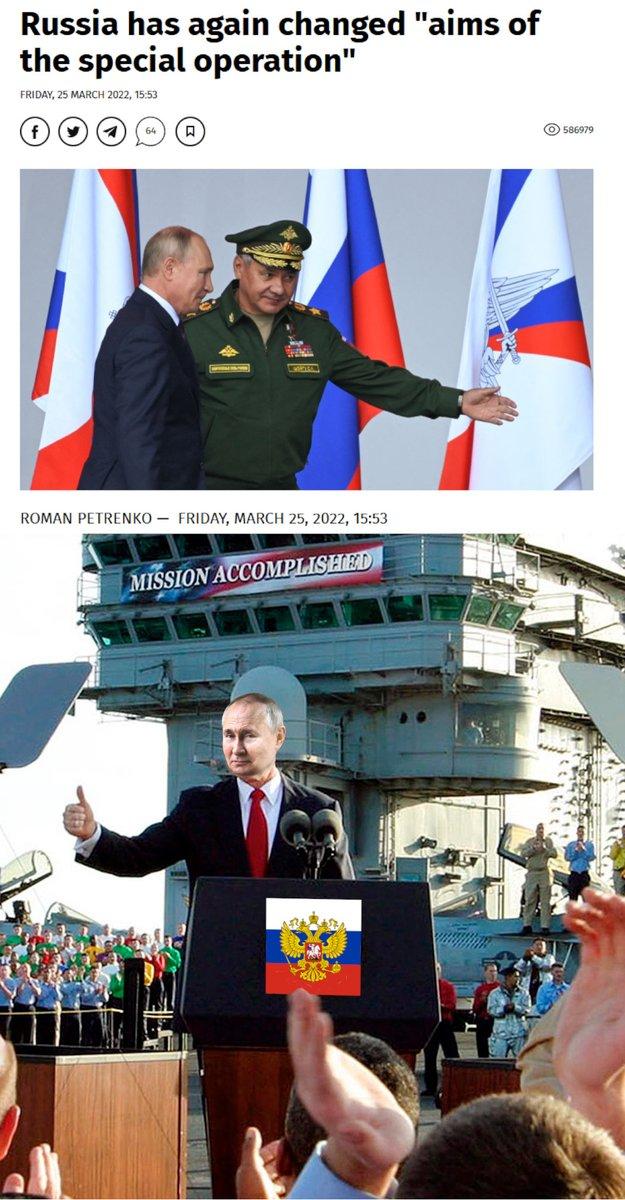 Russia has again changed "aims of
the special operation"
FRIDAY, 25 MARCH 2022, 15:53
64
586979
ROMAN PETRENKO — FRIDAY, MARCH 25, 2022, 15:53
MISSION ACCOMPLISHED